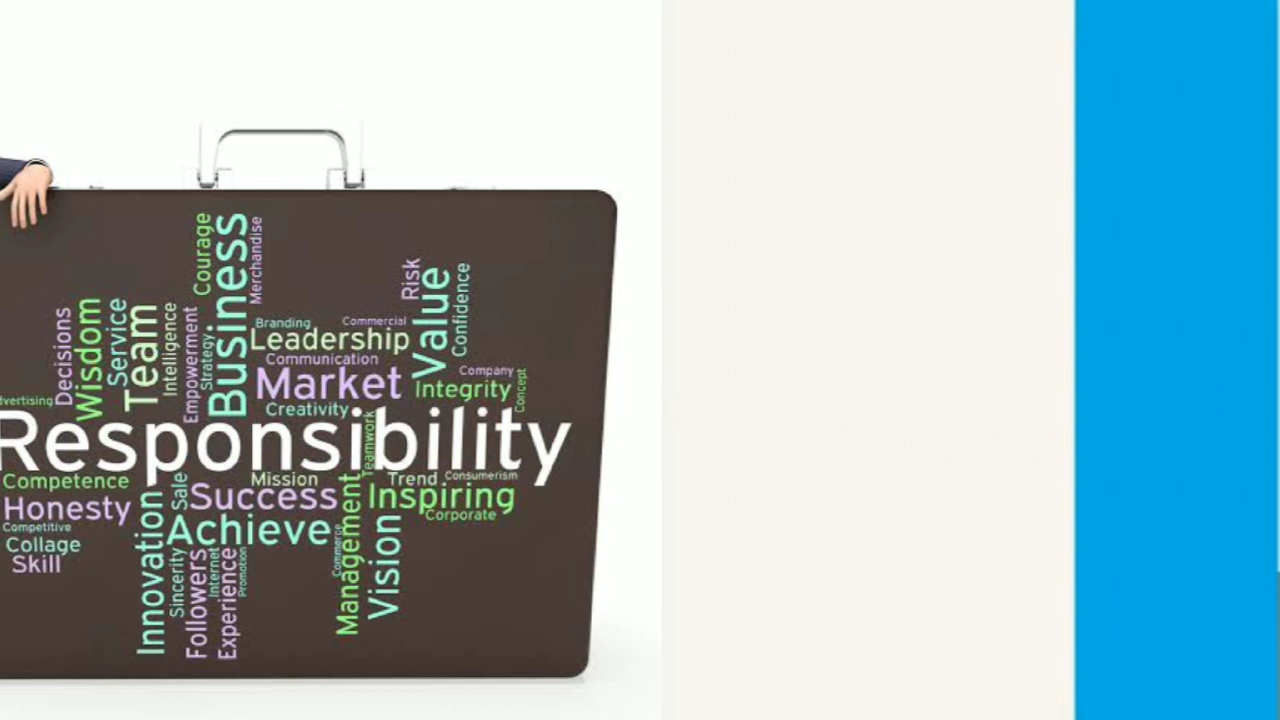 Courage
Business
Merchandise
Risk
Value
Confidence
Decisions
Wisdom
Service
Team
Intelligence
Empowerment
Strategy
Branding
Commercial
Leadership
Communication
Market
Company
Integrity
Concept
Creativity
dvertising
Responsibility
Teamwork
Competence
Sale
Mission
Trend
Consumerism
Honesty
Success
Inspiring
Corporate
Competitive
Achieve
Collage
Skill
Innovation
Sincerity
Followers
Internet
Experience
Promotion
Commerce
Management
Vision